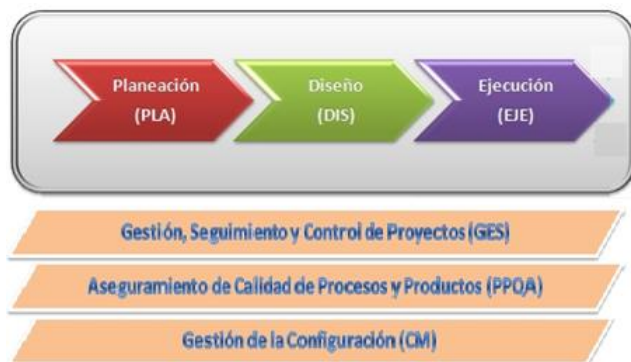 Planeación
(PLA)
Diseño
(DIS)
Ejecución
(EJE)
Gestión, Seguimiento y Control de Proyectos (GES)
Aseguramiento de Calidad de Procesos y Productos (PPQA)
Gestión de la Configuración (CM)